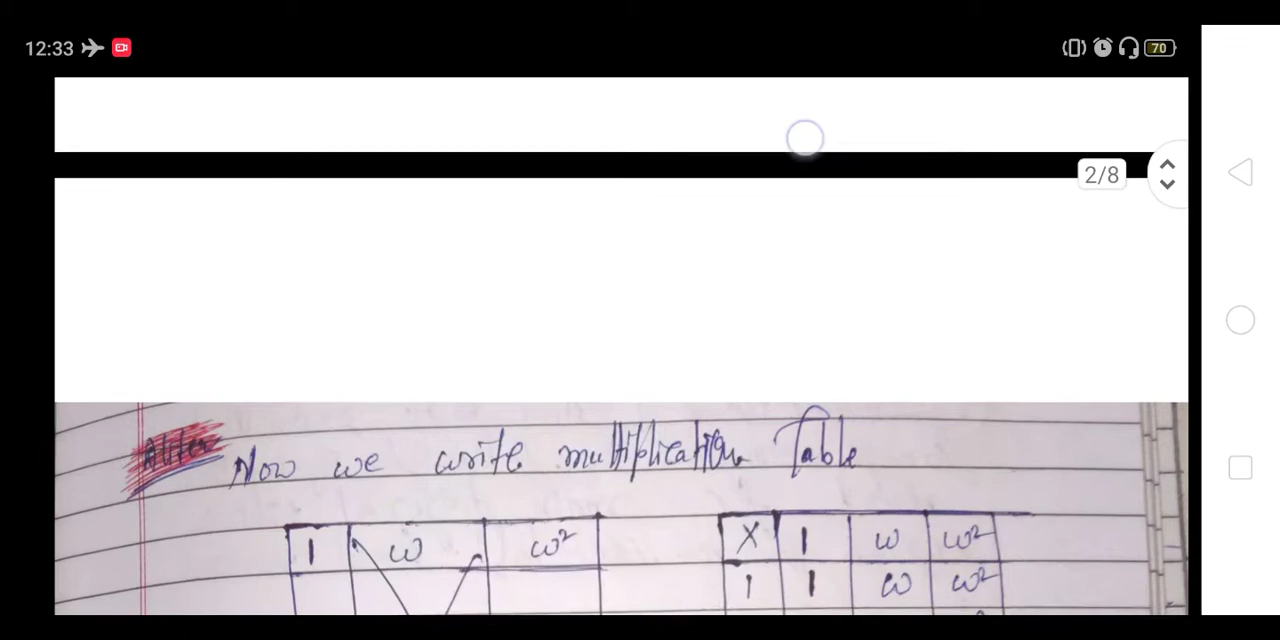 12:33
70
2/8
Aliter
Now we write multiplication Table
1 ω ω²
X 1 ω ω²
1 1 ω ω²